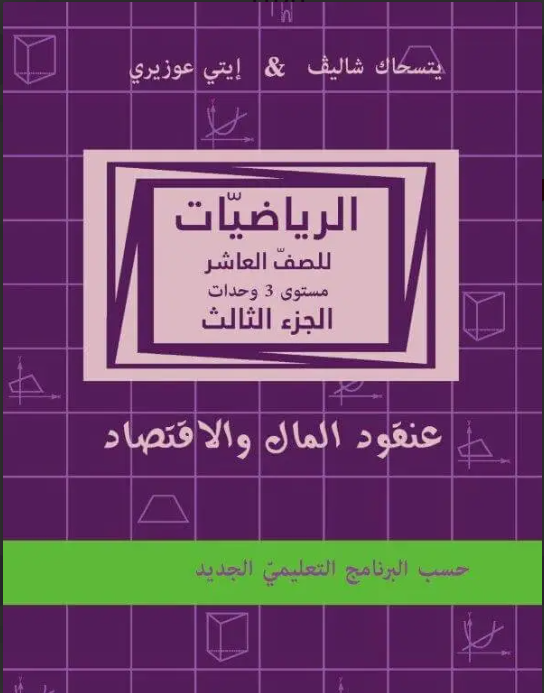 يتسحاك شاليڤ & إيتي عوزيري
الرياضيّات
للصفّ العاشر
مستوى 3 وحدات
الجزء الثالث
عنقود المال والاقتصاد
حسب البرنامج التعليميّ الجديد